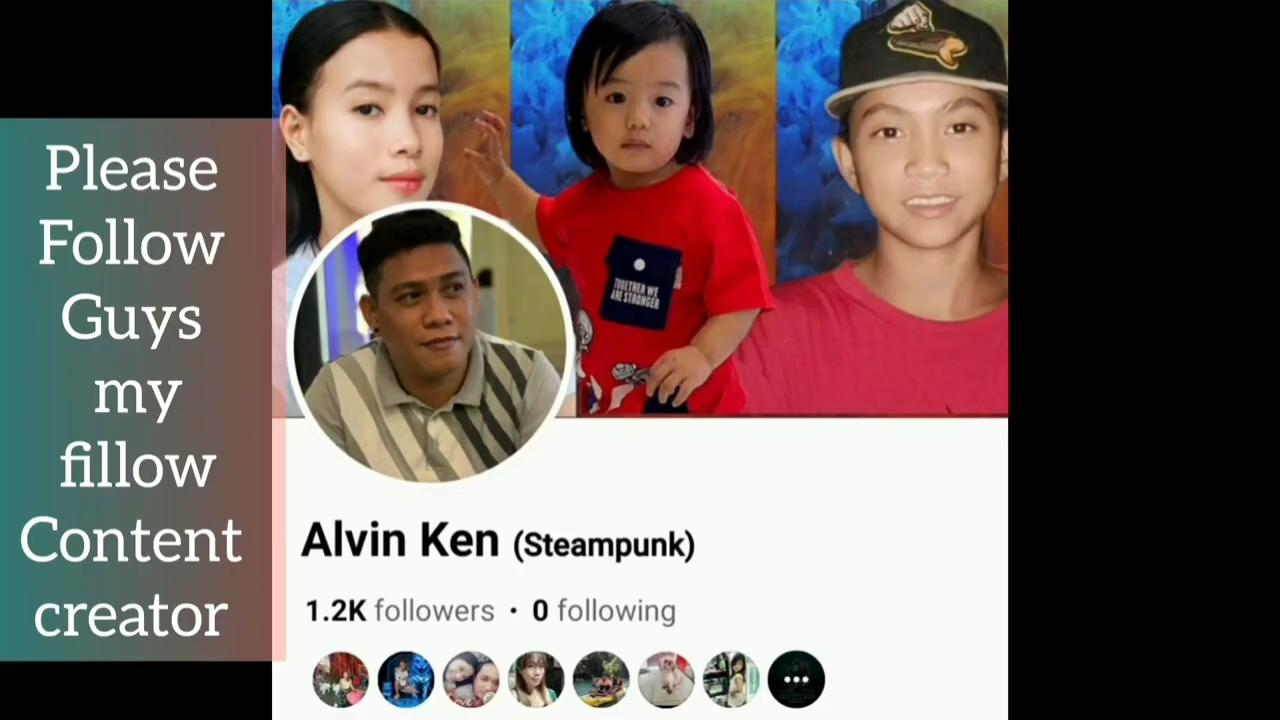 Please
Follow
Guys
my
fillow
Content
creator
TOGETHER WE
ARE STRONGER
Alvin Ken (Steampunk)
1.2K followers • 0 following